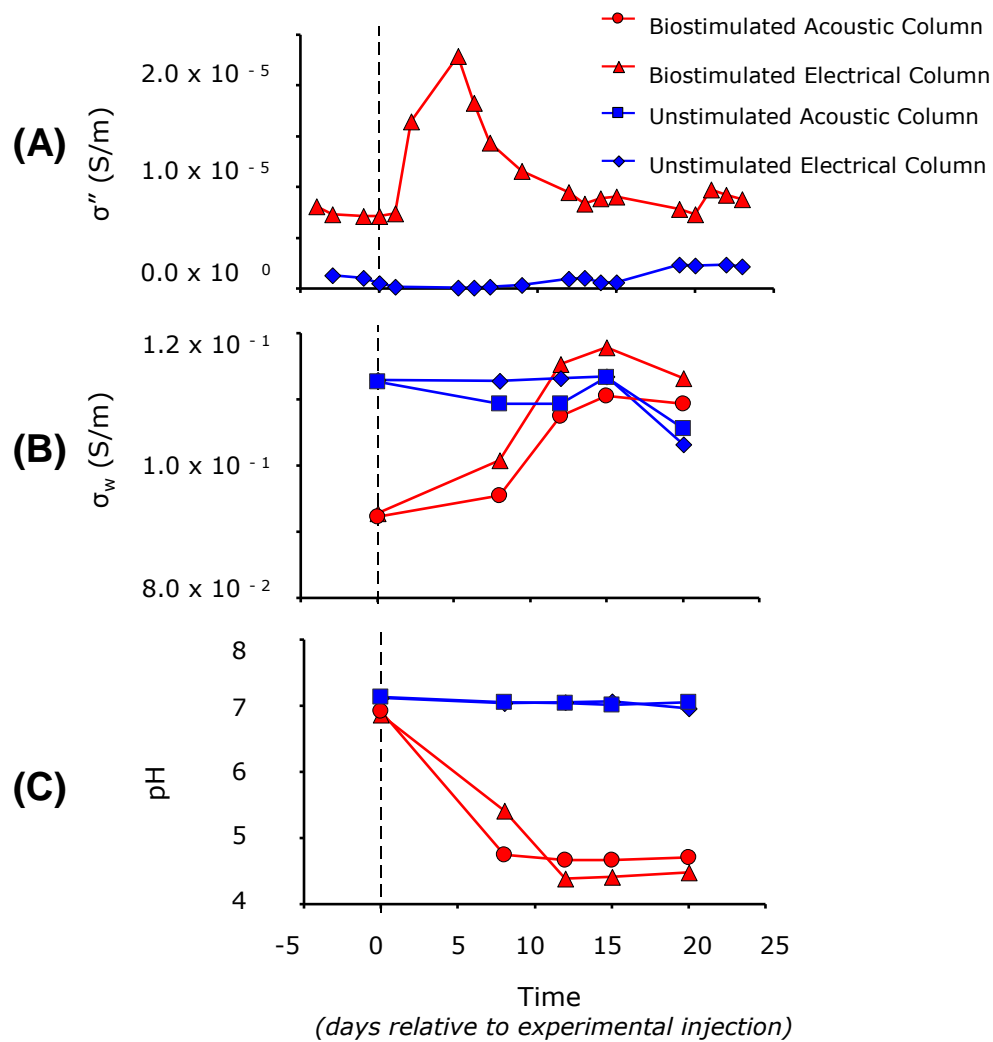 Biostimulated Acoustic Column
Biostimulated Electrical Column
Unstimulated Acoustic Column
Unstimulated Electrical Column
(A)
σ″ (S/m)
2.0 x 10 - 5
1.0 x 10 - 5
0.0 x 10 0
(B)
σw (S/m)
1.2 x 10 - 1
1.0 x 10 - 1
8.0 x 10 - 2
(C)
pH
8
7
6
5
4
-5 0 5 10 15 20 25
Time
(days relative to experimental injection)